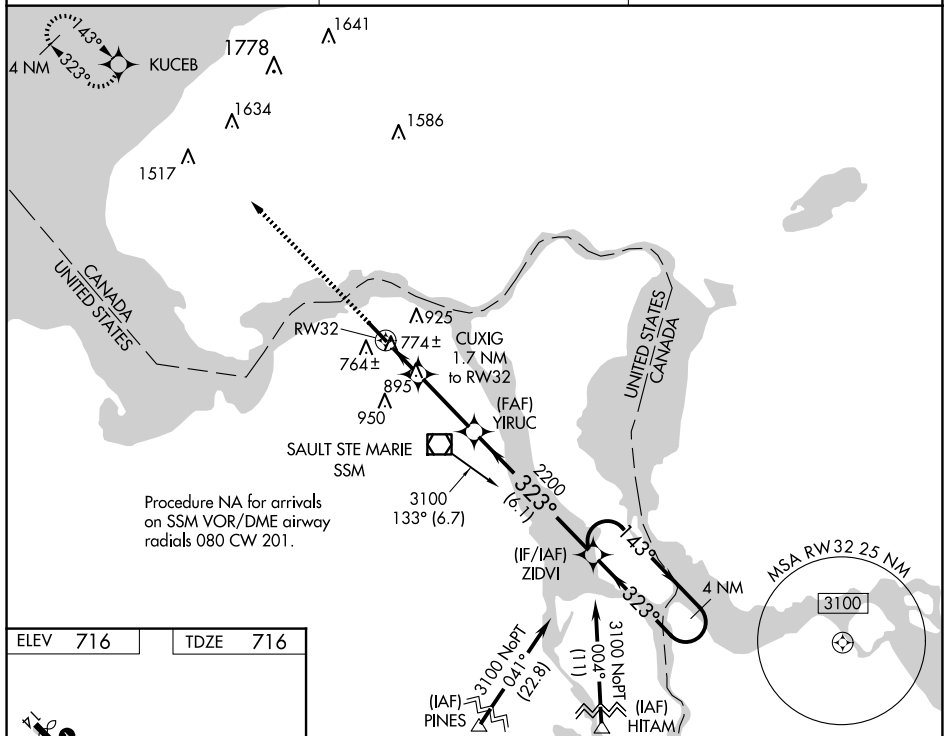 1641
143°
1778
4 NM
323°
KUCEB
1634
1586
1517
CANADA
UNITED STATES
RW32
925
774±
764±
CUXIG
1.7 NM
to RW32
895
950
(FAF)
YIRUC
UNITED STATES
CANADA
SAULT STE MARIE
SSM
3100
133° (6.7)
2200
323°
(6.1)
Procedure NA for arrivals
on SSM VOR/DME airway
radials 080 CW 201.
(IF/IAF)
ZIDVI
143°
323°
4 NM
MSA RW32 25 NM
3100
ELEV 716
TDZE 716
3100 NoPT
041°
(22.8)
3100 NoPT
004°
(11)
(IAF)
PINES
(IAF)
HITAM
14